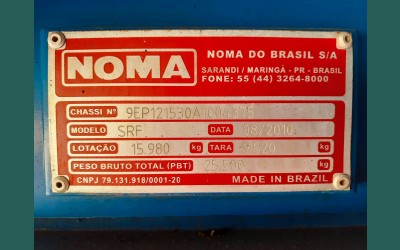 NOMA
NOMA DO BRASIL S/A
SARANDI / MARINGÁ - PR - BRASIL
FONE: 55 (44) 3264-8000
CHASSI Nº
MODELO SRF DATA 08/2010
LOTAÇÃO 15.980 kg TARA kg
PESO BRUTO TOTAL (PBT) kg
CNPJ 79.131.918/0001-20 MADE IN BRAZIL